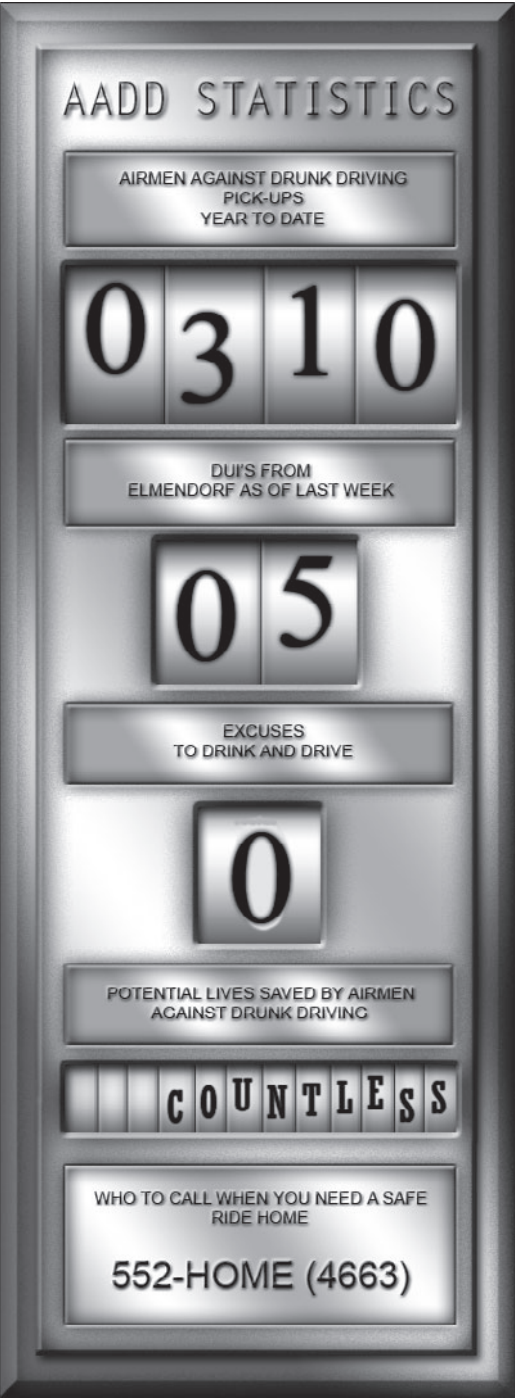 AADD STATISTICS
AIRMEN AGAINST DRUNK DRIVING
PICK-UPS
YEAR TO DATE
0310
DUI'S FROM
ELMENDORF AS OF LAST WEEK
05
EXCUSES
TO DRINK AND DRIVE
0
POTENTIAL LIVES SAVED BY AIRMEN
AGAINST DRUNK DRIVING
COUNTLESS
WHO TO CALL WHEN YOU NEED A SAFE
RIDE HOME
552-HOME (4663)